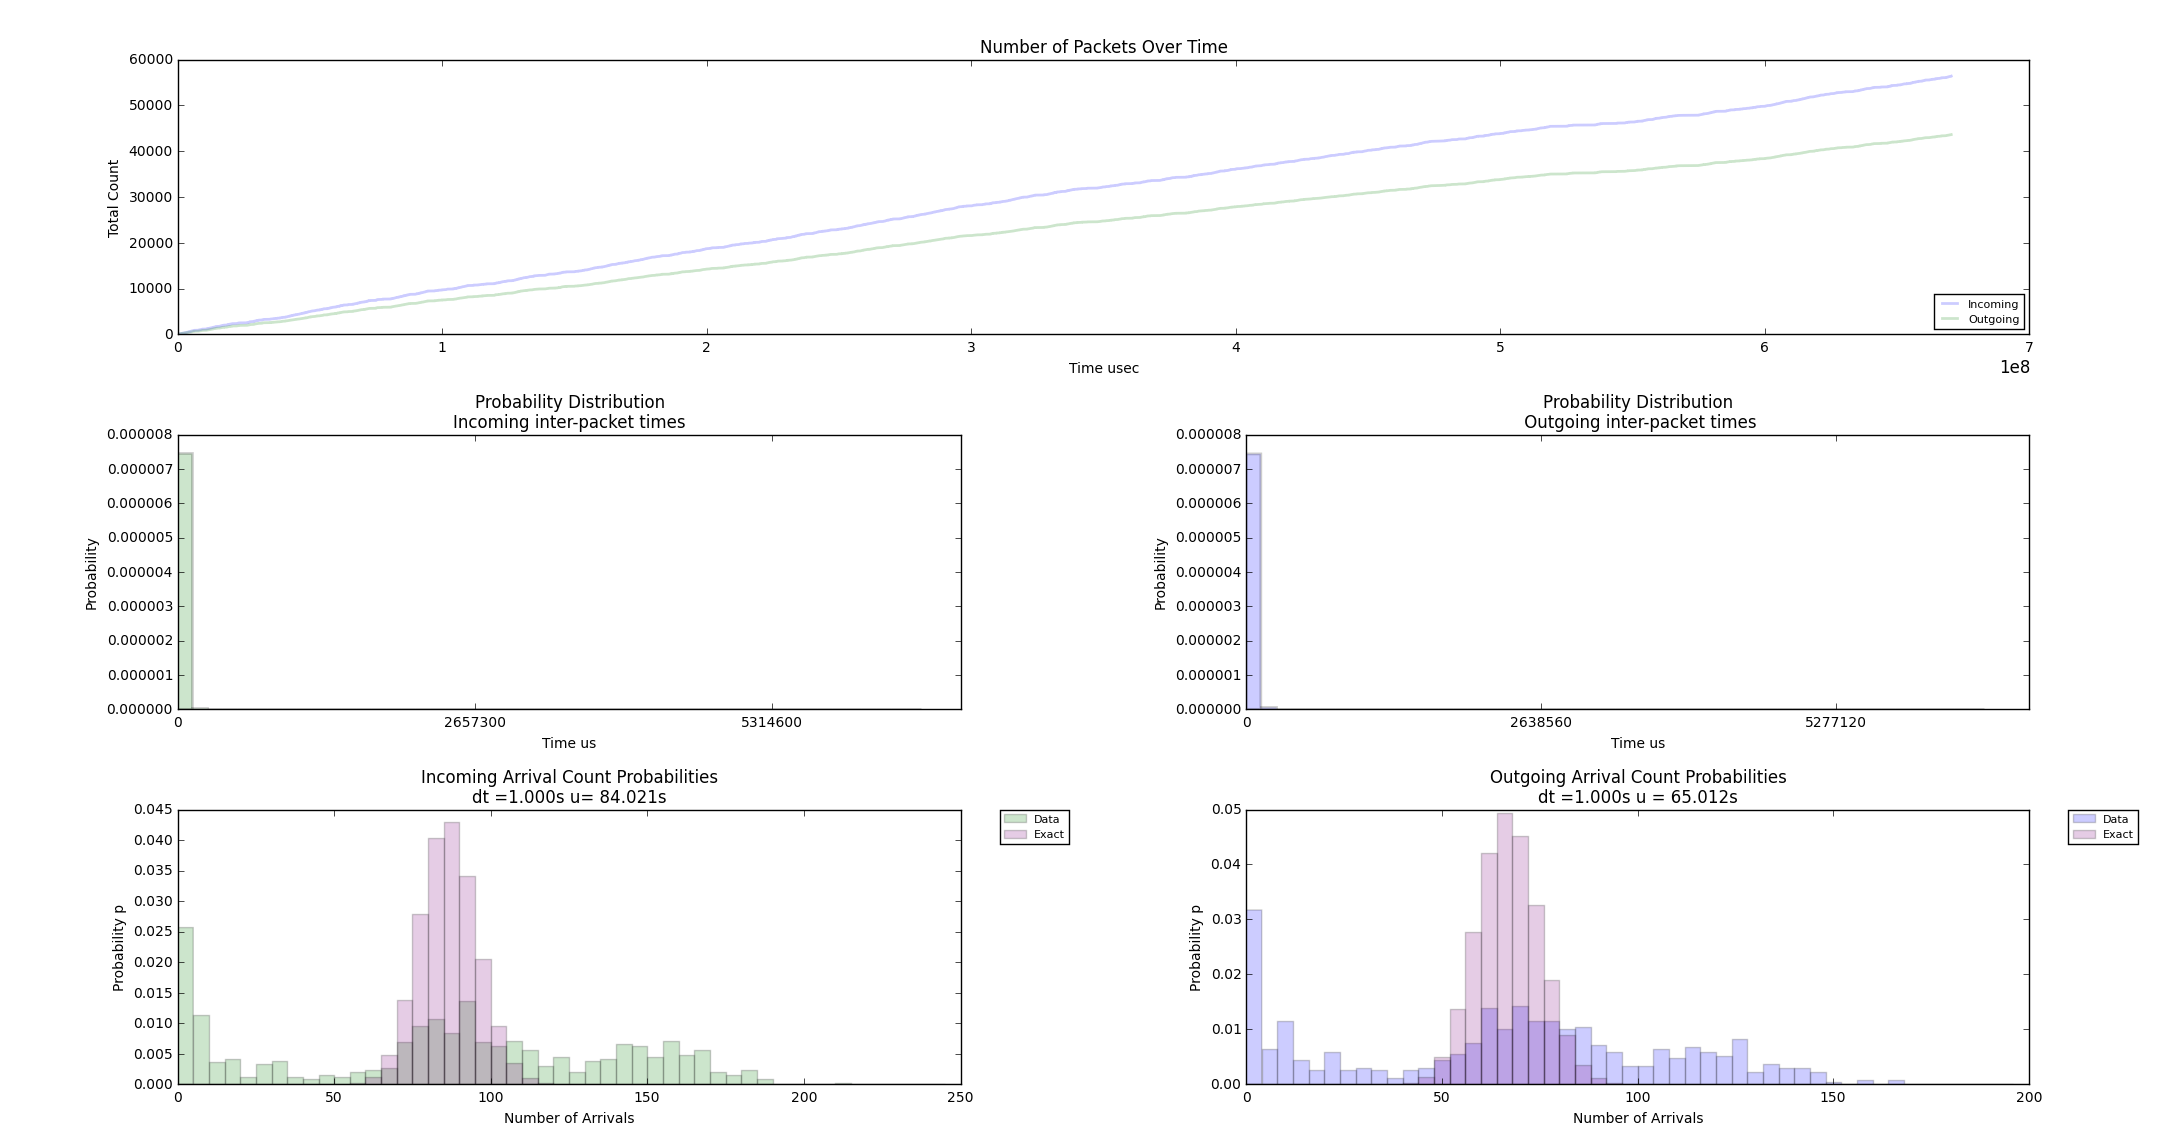 Number of Packets Over Time
60000
50000
40000
30000
20000
10000
0
Total Count
Incoming
Outgoing
0 1 2 3 4 5 6 7
Time usec
1e8
Probability Distribution
Incoming inter-packet times
0.000008
0.000007
0.000006
0.000005
0.000004
0.000003
0.000002
0.000001
0.000000
Probability
0 2657300 5314600
Time us
Probability Distribution
Outgoing inter-packet times
0.000008
0.000007
0.000006
0.000005
0.000004
0.000003
0.000002
0.000001
0.000000
Probability
0 2638560 5277120
Time us
Incoming Arrival Count Probabilities
dt =1.000s u= 84.021s
0.045
0.040
0.035
0.030
0.025
0.020
0.015
0.010
0.005
0.000
Probability p
Data
Exact
0 50 100 150 200 250
Number of Arrivals
Outgoing Arrival Count Probabilities
dt =1.000s u = 65.012s
0.05
0.04
0.03
0.02
0.01
0.00
Probability p
Data
Exact
0 50 100 150 200
Number of Arrivals